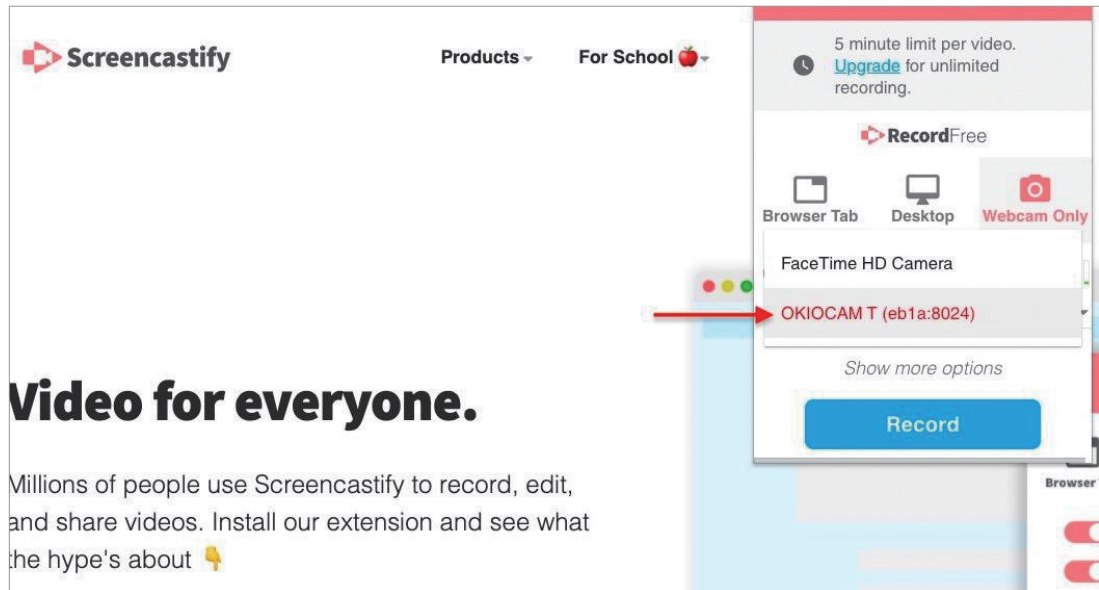 Screencastify
Products
For School 🍎
5 minute limit per video.
Upgrade for unlimited
recording.
RecordFree
Browser Tab
Desktop
Webcam Only
FaceTime HD Camera
OKIOCAM T (eb1a:8024)
Show more options
Record
Video for everyone.
Millions of people use Screencastify to record, edit,
and share videos. Install our extension and see what
the hype's about 👇
Browser